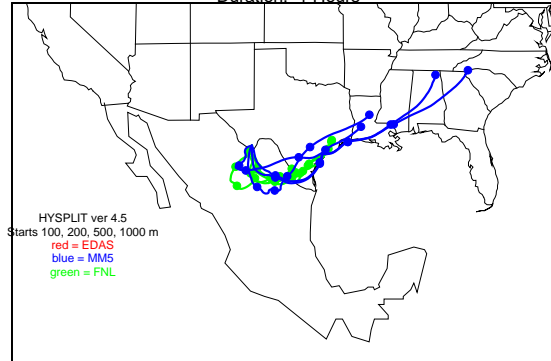 HYSPLIT ver 4.5
Starts 100, 200, 500, 1000 m
red = EDAS
blue = MM5
green = FNL